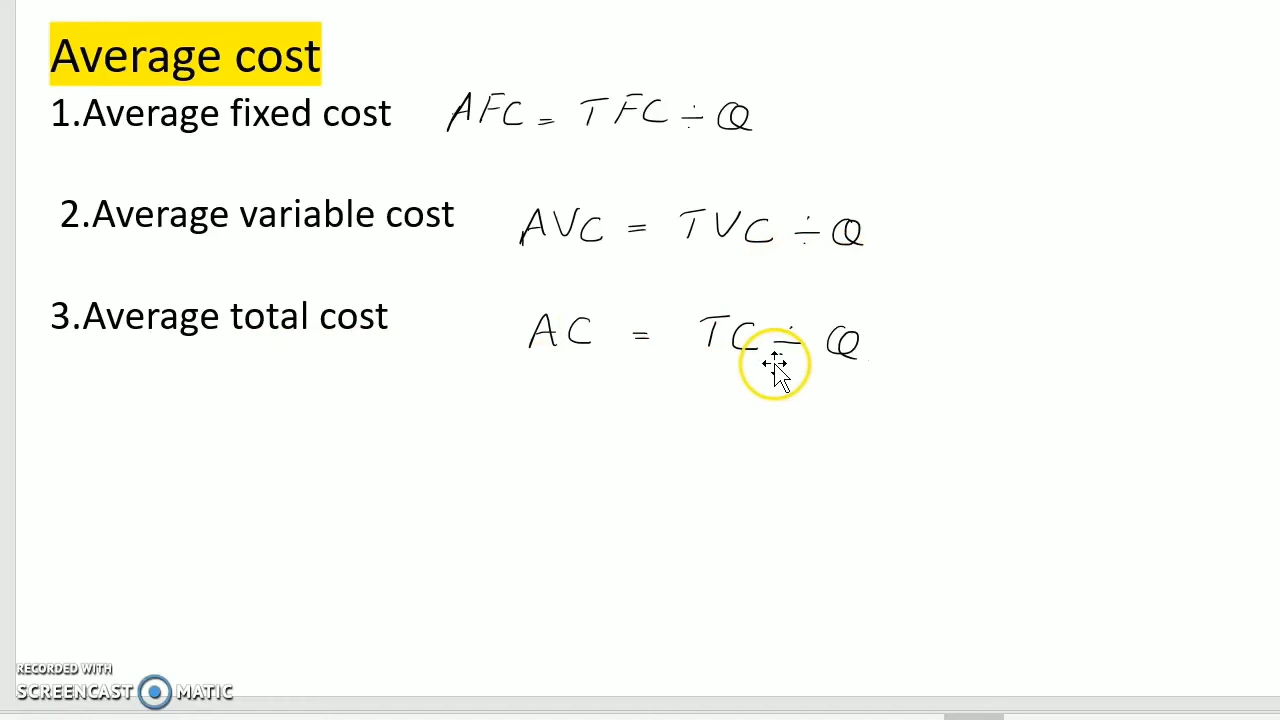 Average cost
1.Average fixed cost AFC = TFC ÷ Q
2.Average variable cost AVC = TVC ÷ Q
3.Average total cost AC = TC ÷ Q
RECORDED WITH
SCREENCAST MATIC